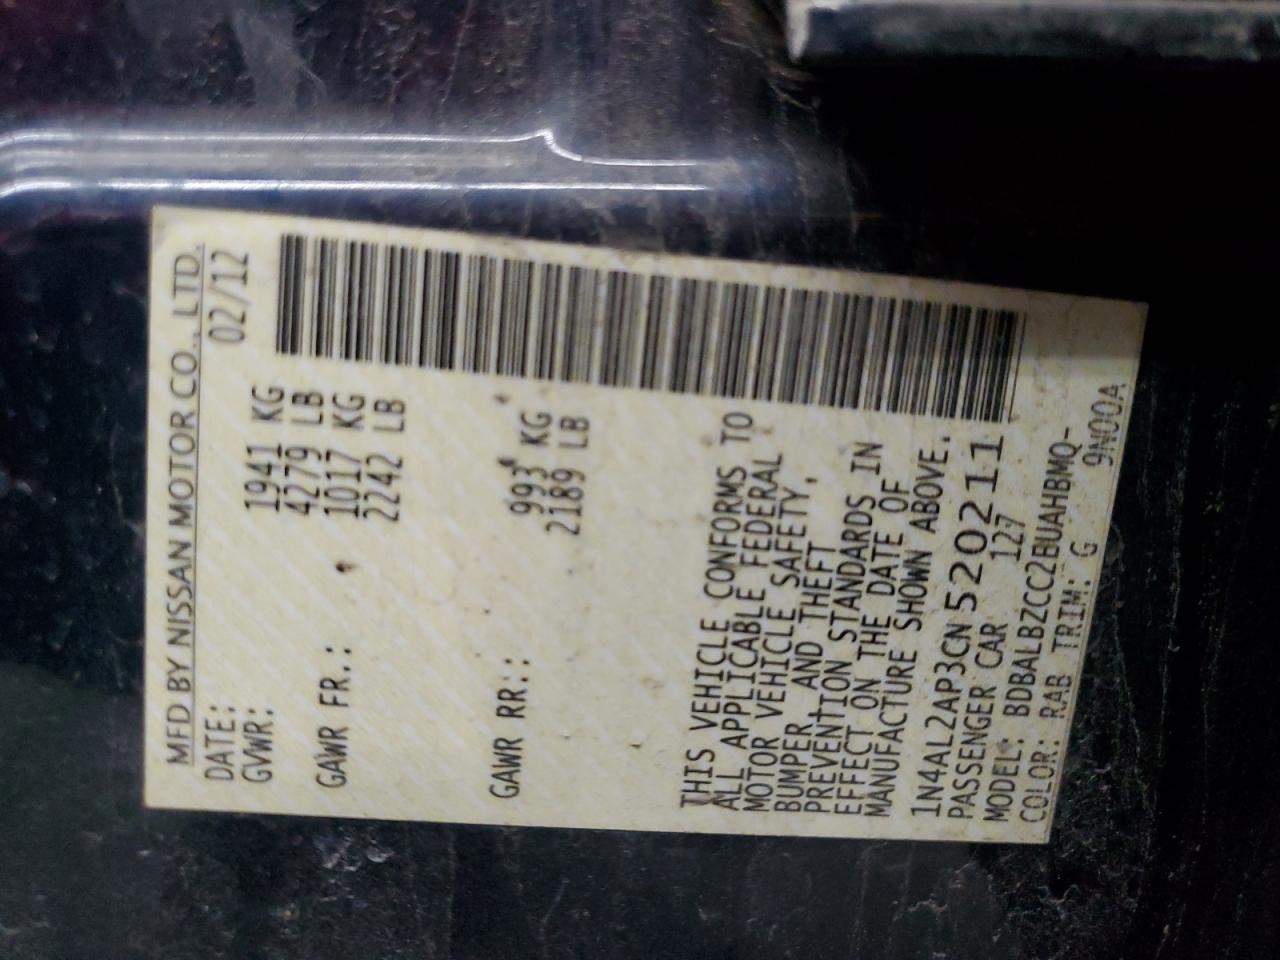 MFD BY NISSAN MOTOR CO., LTD.
DATE: 02/12
GVWR: 1941 KG
4279 LB
GAWR FR.: 1017 KG
2242 LB
GAWR RR.: 993 KG
2189 LB
THIS VEHICLE CONFORMS TO
ALL APPLICABLE FEDERAL
MOTOR VEHICLE SAFETY,
BUMPER, AND THEFT
PREVENTION STANDARDS IN
EFFECT ON THE DATE OF
MANUFACTURE SHOWN ABOVE.
1N4AL2AP3CN520211
PASSENGER CAR 127
MODEL: BDBALBZCC2BUAHBMQ-
COLOR: RAB TRIM: G 9N00A